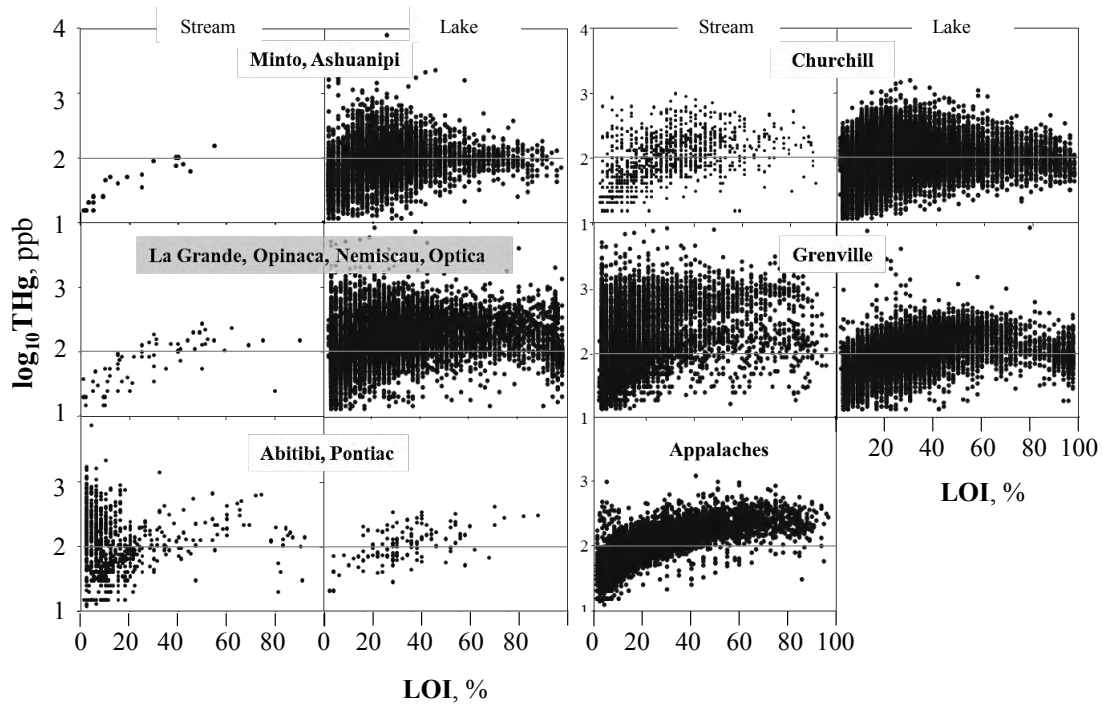 Stream Lake Stream Lake
4 4
Minto, Ashuanipi Churchill
3 3
2 2
1 1
La Grande, Opinaca, Nemiscau, Optica Grenville
3 3
2 2
1 1
Abitibi, Pontiac Appalaches
20 40 60 80 100
LOI, %
3 3
2 2
1 1
0 20 40 60 80 0 20 40 60 80 0 20 40 60 80 100
LOI, %
log10THg, ppb